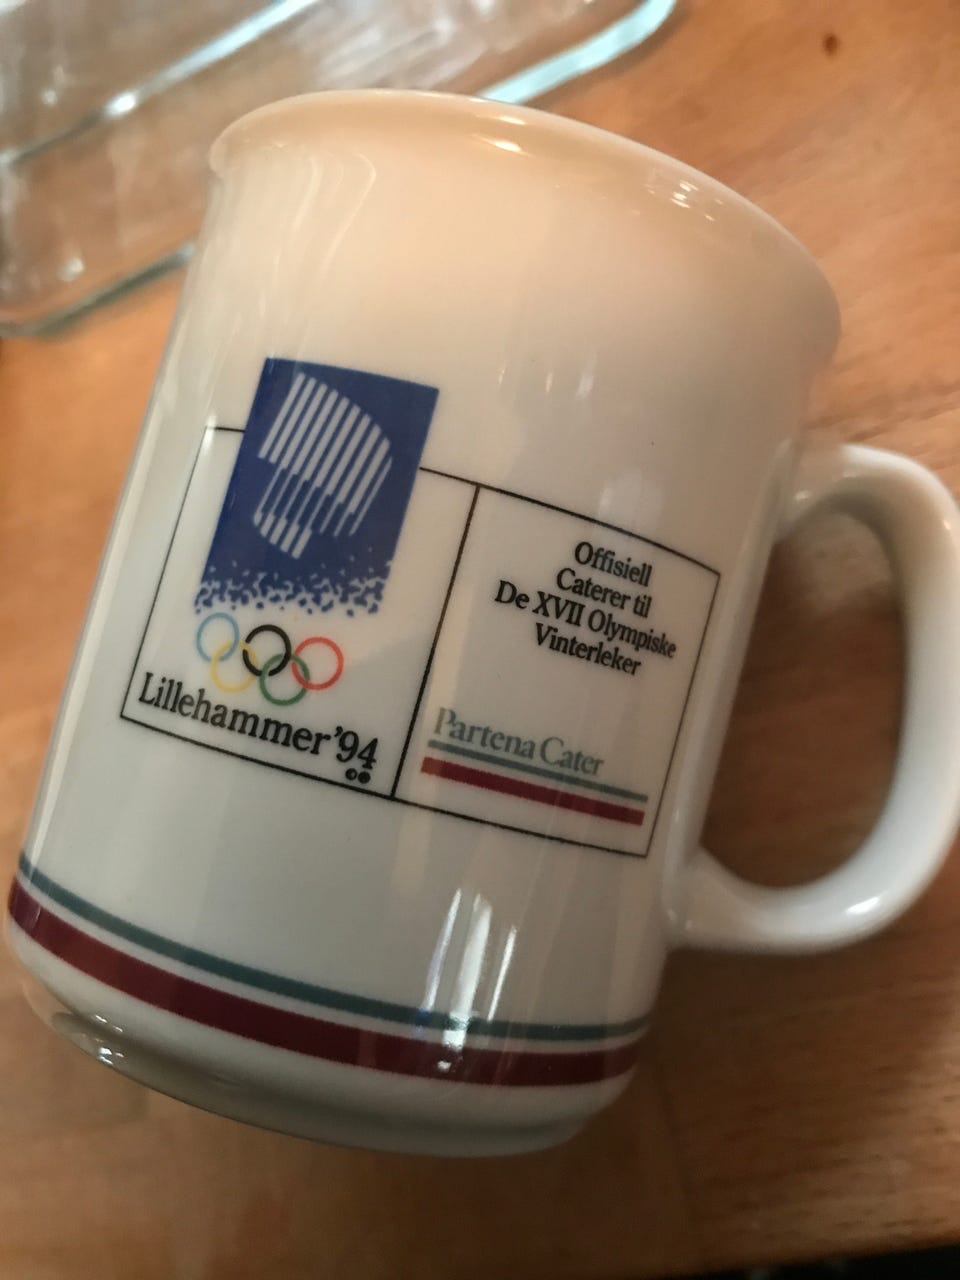 Lillehammer'94
Offisiell
Caterer til
De XVII Olympiske
Vinterleker
Partena Cater